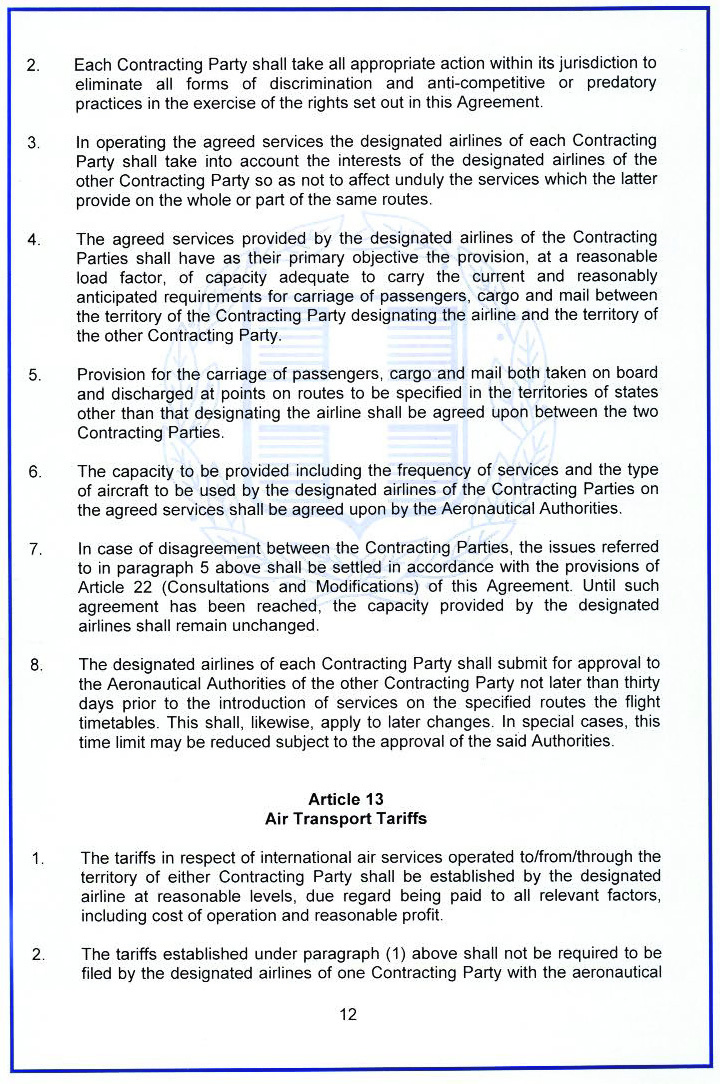 2. Each Contracting Party shall take all appropriate action within its jurisdiction to
eliminate all forms of discrimination and anti-competitive or predatory
practices in the exercise of the rights set out in this Agreement.
3. In operating the agreed services the designated airlines of each Contracting
Party shall take into account the interests of the designated airlines of the
other Contracting Party so as not to affect unduly the services which the latter
provide on the whole or part of the same routes.
4. The agreed services provided by the designated airlines of the Contracting
Parties shall have as their primary objective the provision, at a reasonable
load factor, of capacity adequate to carry the current and reasonably
anticipated requirements for carriage of passengers, cargo and mail between
the territory of the Contracting Party designating the airline and the territory of
the other Contracting Party.
5. Provision for the carriage of passengers, cargo and mail both taken on board
and discharged at points on routes to be specified in the territories of states
other than that designating the airline shall be agreed upon between the two
Contracting Parties.
6. The capacity to be provided including the frequency of services and the type
of aircraft to be used by the designated airlines of the Contracting Parties on
the agreed services shall be agreed upon by the Aeronautical Authorities.
7. In case of disagreement between the Contracting Parties, the issues referred
to in paragraph 5 above shall be settled in accordance with the provisions of
Article 22 (Consultations and Modifications) of this Agreement. Until such
agreement has been reached, the capacity provided by the designated
airlines shall remain unchanged.
8. The designated airlines of each Contracting Party shall submit for approval to
the Aeronautical Authorities of the other Contracting Party not later than thirty
days prior to the introduction of services on the specified routes the flight
timetables. This shall, likewise, apply to later changes. In special cases, this
time limit may be reduced subject to the approval of the said Authorities.
Article 13
Air Transport Tariffs
1. The tariffs in respect of international air services operated to/from/through the
territory of either Contracting Party shall be established by the designated
airline at reasonable levels, due regard being paid to all relevant factors,
including cost of operation and reasonable profit.
2. The tariffs established under paragraph (1) above shall not be required to be
filed by the designated airlines of one Contracting Party with the aeronautical
12